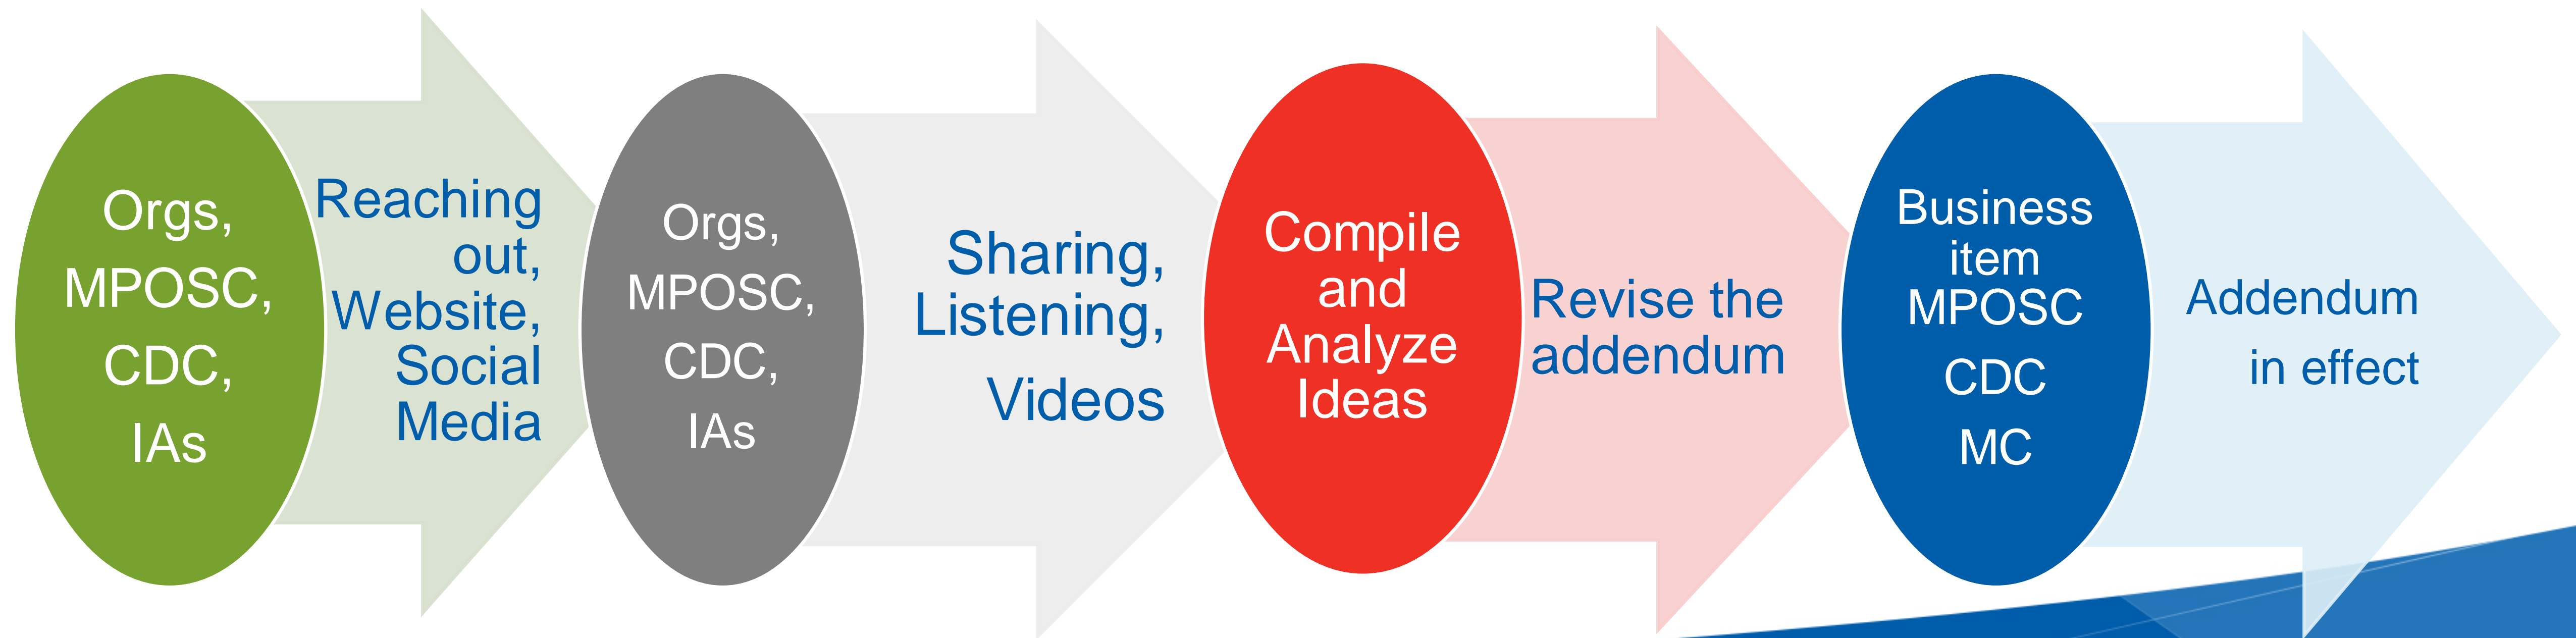 Orgs,
MPOSC,
CDC,
IAs
Reaching
out,
Website,
Social
Media
Orgs,
MPOSC,
CDC,
IAs
Sharing,
Listening,
Videos
Compile
and
Analyze
Ideas
Revise the
addendum
Business
item
MPOSC
CDC
MC
Addendum
in effect